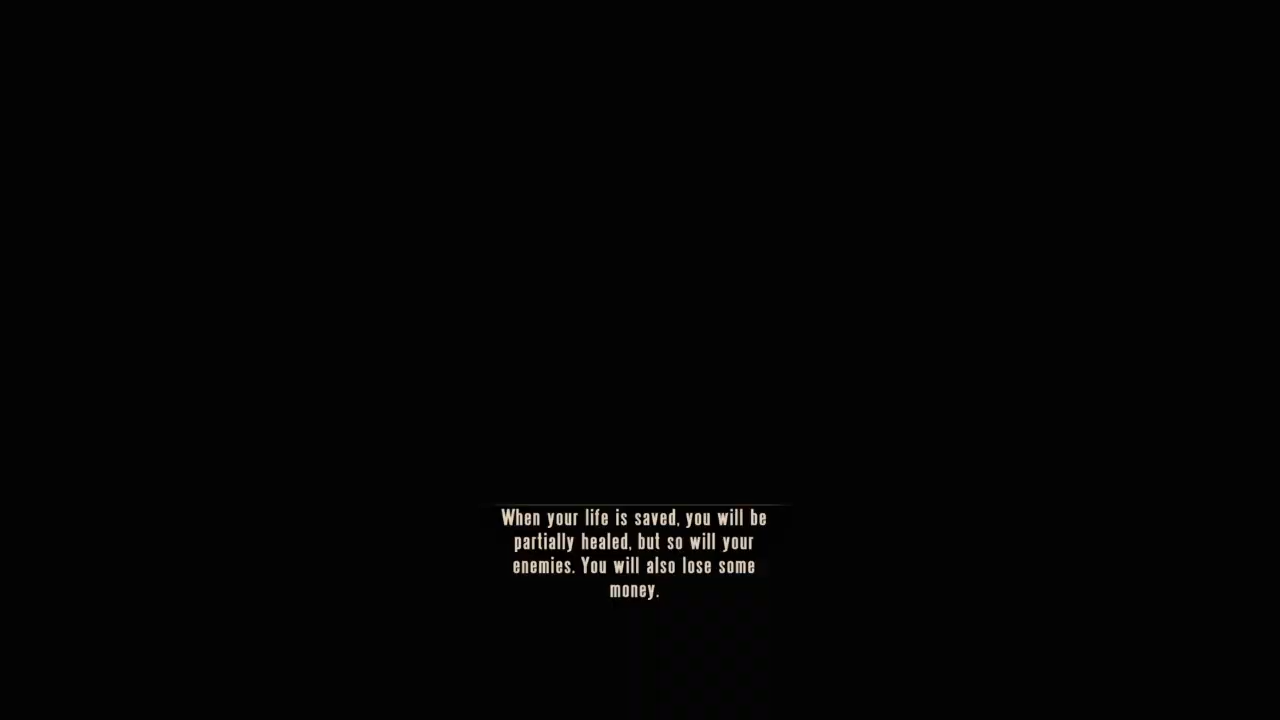 When your life is saved, you will be
partially healed, but so will your
enemies. You will also lose some
money.